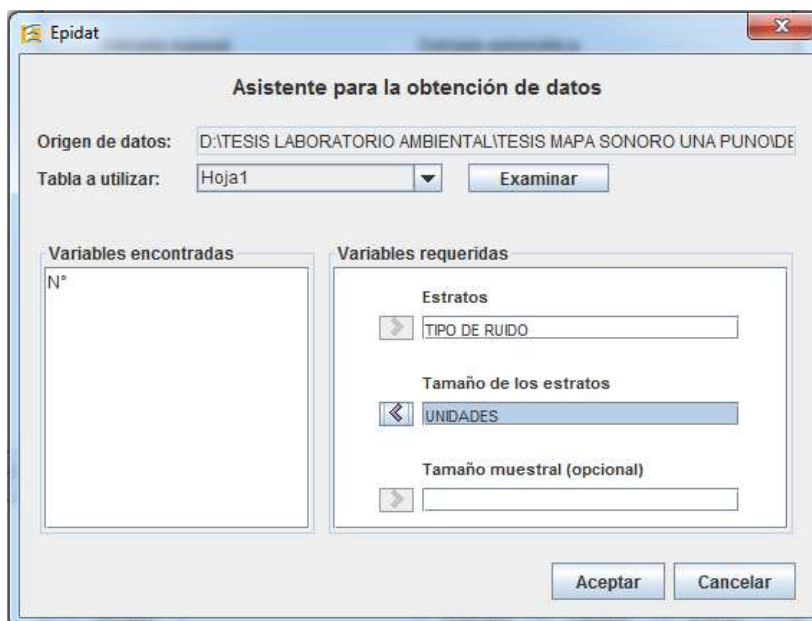 Epidat
Asistente para la obtención de datos
Origen de datos: D:\TESIS LABORATORIO AMBIENTAL\TESIS MAPA SONORO UNA PUNO\DE
Tabla a utilizar: Hoja1 Examinar
Variables encontradas
N°
Variables requeridas
Estratos
TIPO DE RUIDO
Tamaño de los estratos
UNIDADES
Tamaño muestral (opcional)
Aceptar Cancelar